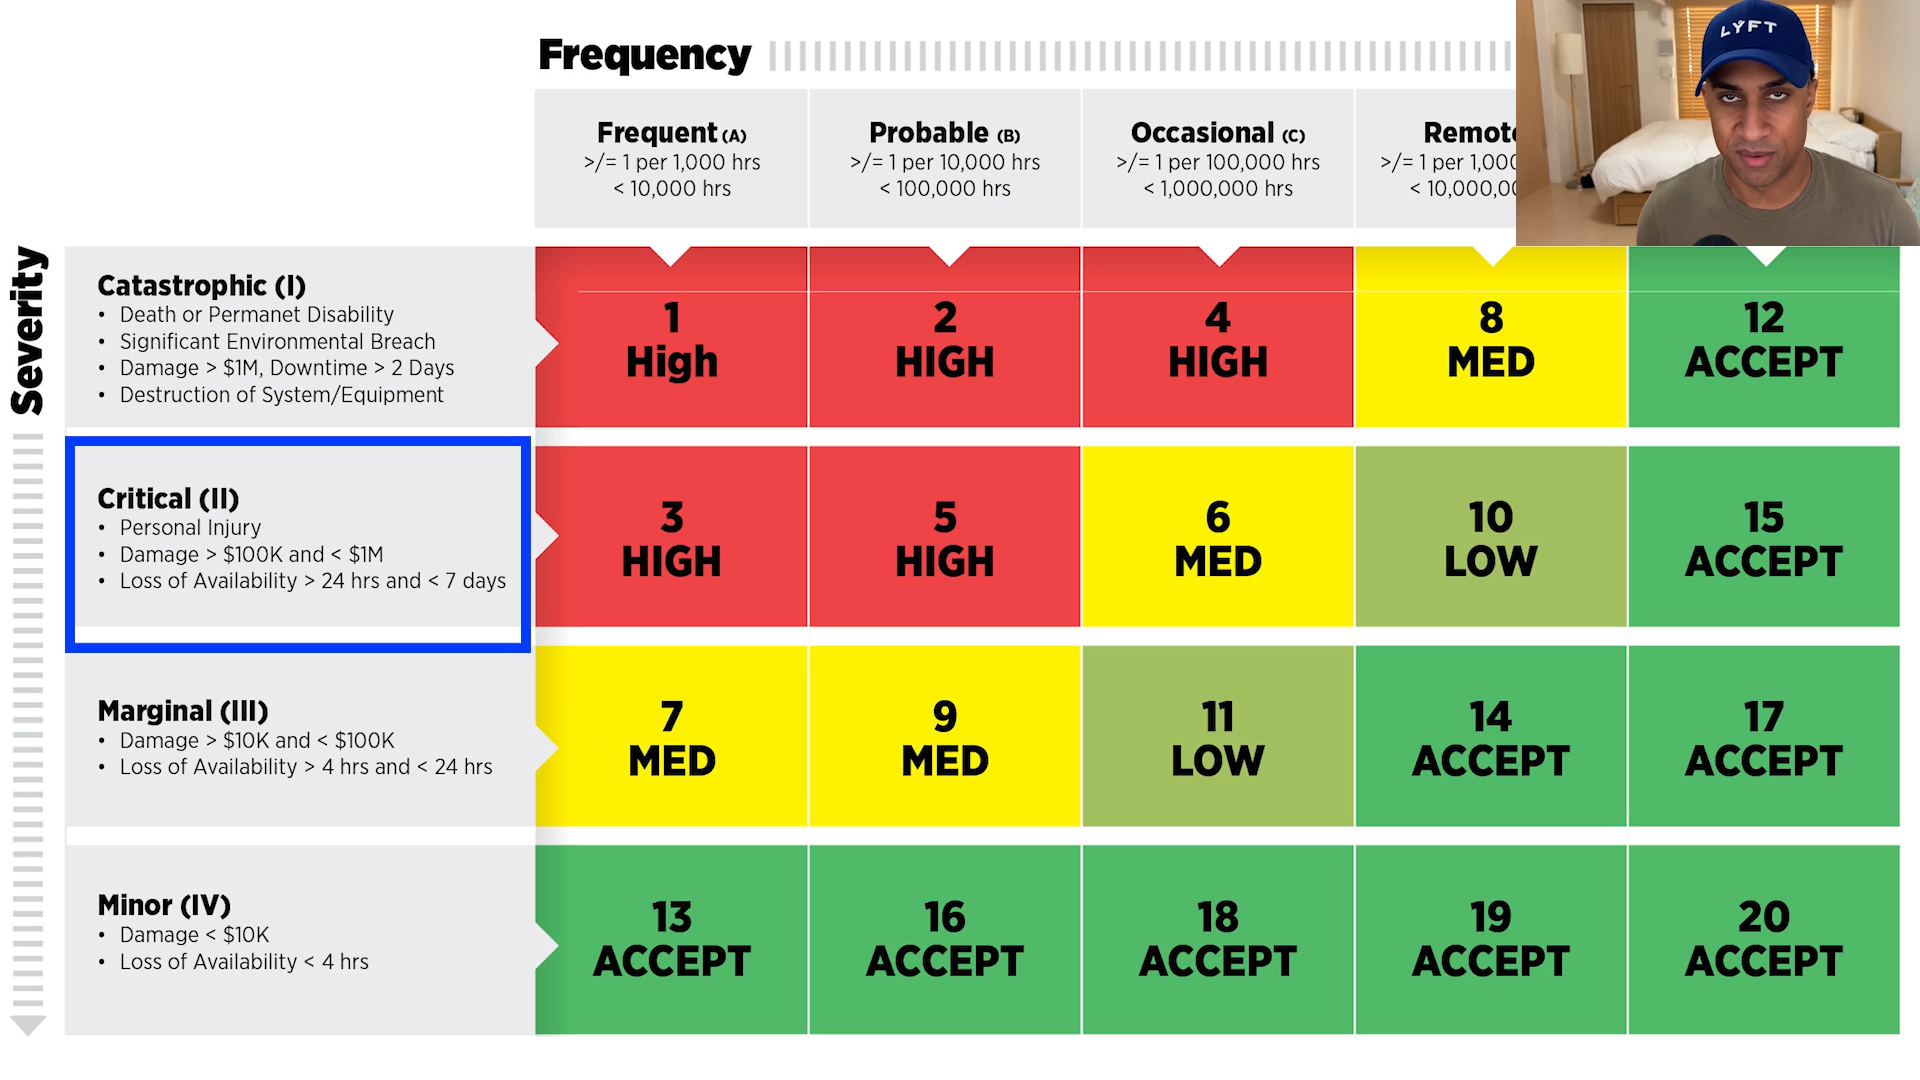 Frequency
Frequent (A)
>/= 1 per 1,000 hrs
< 10,000 hrs
Probable (B)
>/= 1 per 10,000 hrs
< 100,000 hrs
Occasional (C)
>/= 1 per 100,000 hrs
< 1,000,000 hrs
>/= 1 per
LYFT
Severity
Catastrophic (I)
• Death or Permanet Disability
• Significant Environmental Breach
• Damage > $1M, Downtime > 2 Days
• Destruction of System/Equipment
1
High
2
HIGH
4
HIGH
8
MED
12
ACCEPT
Critical (II)
• Personal Injury
• Damage > $100K and < $1M
• Loss of Availability > 24 hrs and < 7 days
3
HIGH
5
HIGH
6
MED
10
LOW
15
ACCEPT
Marginal (III)
• Damage > $10K and < $100K
• Loss of Availability > 4 hrs and < 24 hrs
7
MED
9
MED
11
LOW
14
ACCEPT
17
ACCEPT
Minor (IV)
• Damage < $10K
• Loss of Availability < 4 hrs
13
ACCEPT
16
ACCEPT
18
ACCEPT
19
ACCEPT
20
ACCEPT